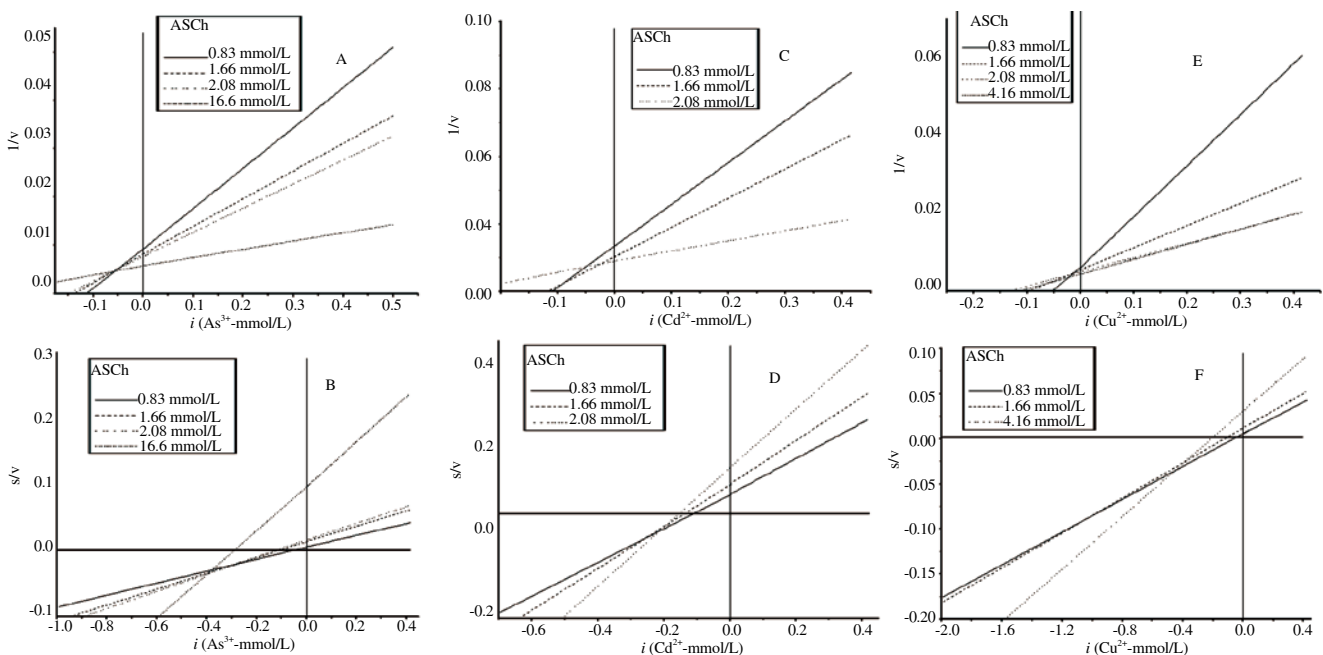 ASCh
0.83 mmol/L
1.66 mmol/L
2.08 mmol/L
16.6 mmol/L
A
0.05
0.04
0.03
0.02
0.01
0.0
1/v
-0.1 0.0 0.1 0.2 0.3 0.4 0.5
i (As³⁺-mmol/L)
ASCh
0.83 mmol/L
1.66 mmol/L
2.08 mmol/L
C
0.10
0.08
0.06
0.04
0.00
1/v
-0.1 0.0 0.1 0.2 0.3 0.4
i (Cd²⁺-mmol/L)
ASCh
0.83 mmol/L
1.66 mmol/L
2.08 mmol/L
4.16 mmol/L
E
0.06
0.04
0.02
0.00
1/v
-0.2 -0.1 0.0 0.1 0.2 0.3 0.4
i (Cu²⁺-mmol/L)
ASCh
0.83 mmol/L
1.66 mmol/L
2.08 mmol/L
16.6 mmol/L
B
0.3
0.2
0.1
0.0
-0.1
s/v
-1.0 -0.8 -0.6 -0.4 -0.2 0.0 0.2 0.4
i (As³⁺-mmol/L)
ASCh
0.83 mmol/L
1.66 mmol/L
2.08 mmol/L
D
0.4
0.2
0.0
-0.2
s/v
-0.6 -0.4 -0.2 0.0 0.2 0.4
i (Cd²⁺-mmol/L)
ASCh
0.83 mmol/L
1.66 mmol/L
4.16 mmol/L
F
0.10
0.05
0.00
-0.05
-0.10
-0.15
-0.20
s/v
-2.0 -1.6 -1.2 -0.8 -0.4 0.0 0.4
i (Cu²⁺-mmol/L)